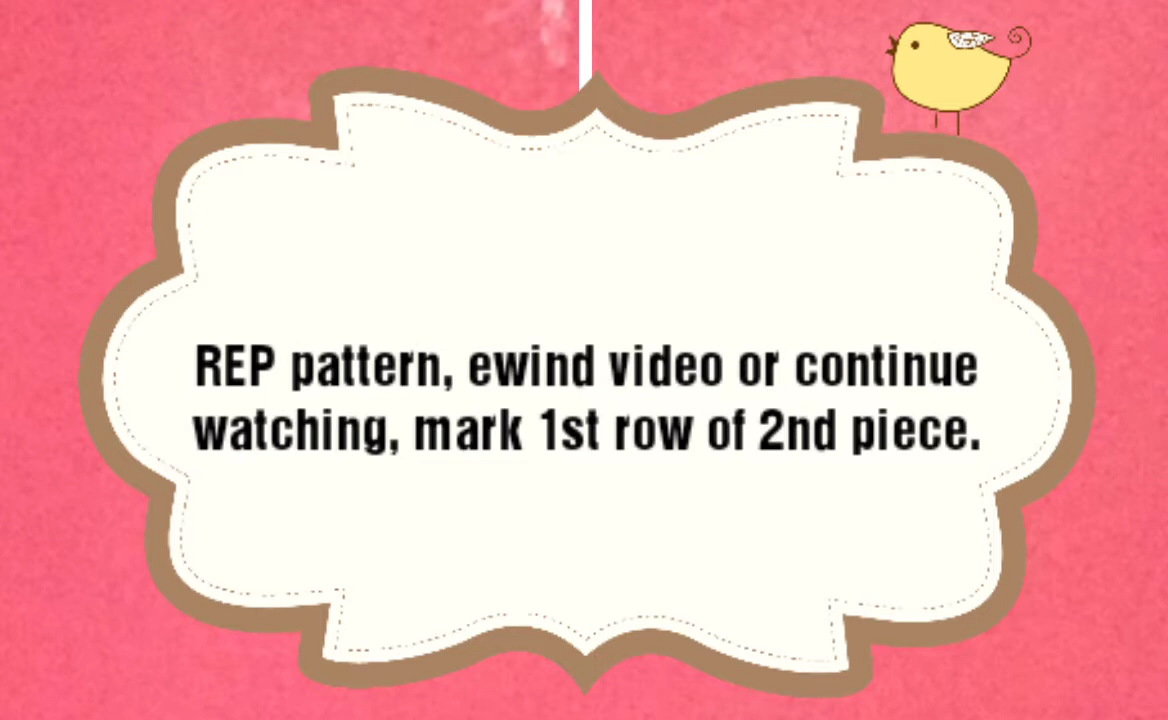 REP pattern, ewind video or continue
watching, mark 1st row of 2nd piece.